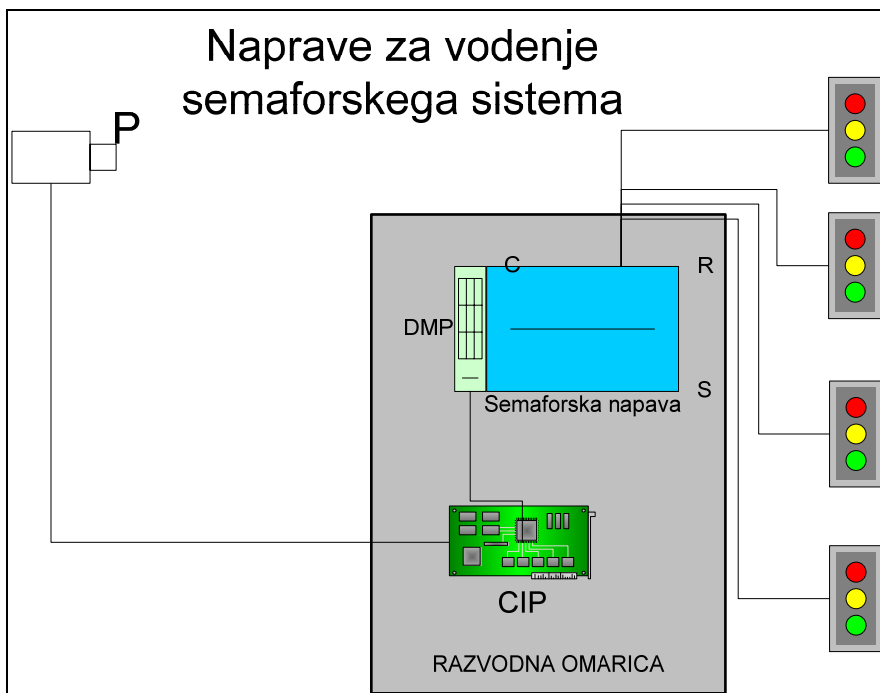 Naprave za vodenje
semaforskega sistema
P
C
R
DMP
S
Semaforska napava
CIP
RAZVODNA OMARICA